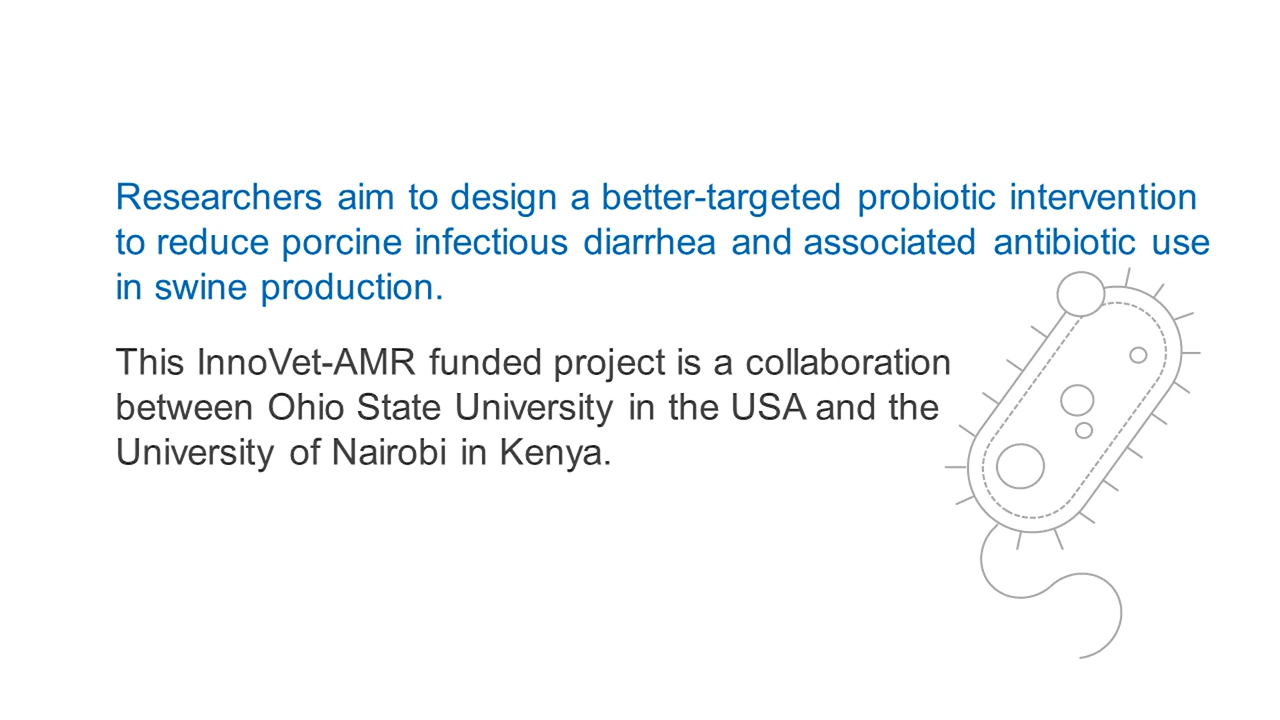 Researchers aim to design a better-targeted probiotic intervention
to reduce porcine infectious diarrhea and associated antibiotic use
in swine production.
This InnoVet-AMR funded project is a collaboration
between Ohio State University in the USA and the
University of Nairobi in Kenya.